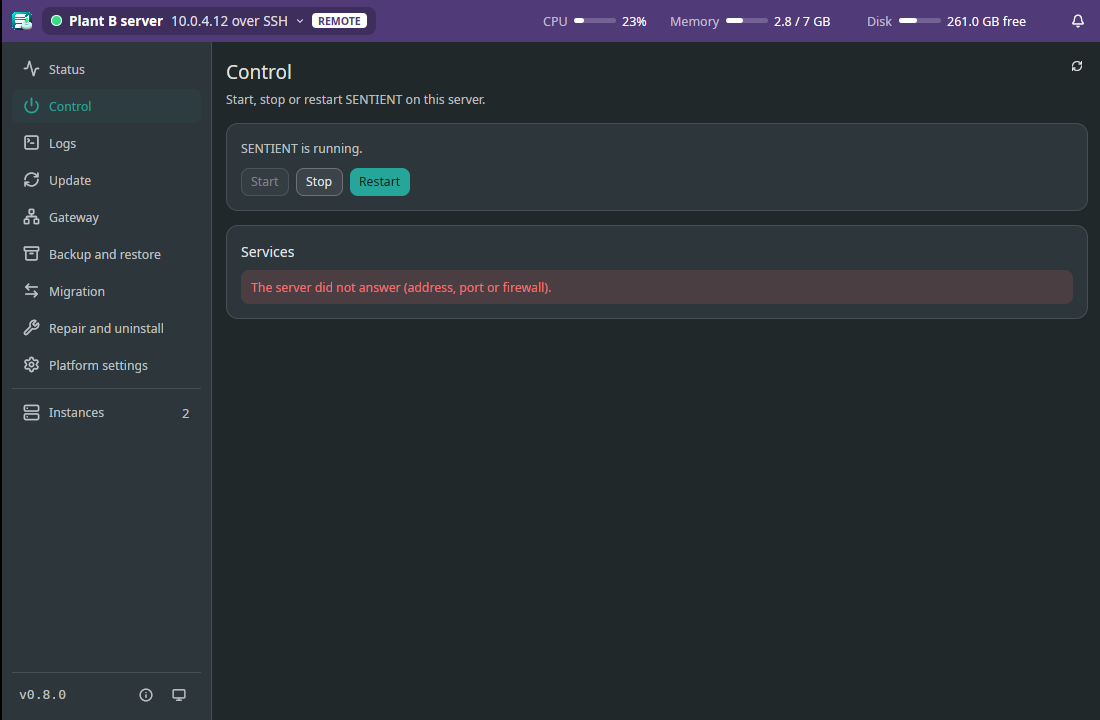 Plant B server 10.0.4.12 over SSH REMOTE CPU 23% Memory 2.8 / 7 GB Disk 261.0 GB free
Status
Control
Logs
Update
Gateway
Backup and restore
Migration
Repair and uninstall
Platform settings
Instances 2
v0.8.0
Control
Start, stop or restart SENTIENT on this server.
SENTIENT is running.
Start Stop Restart
Services
The server did not answer (address, port or firewall).